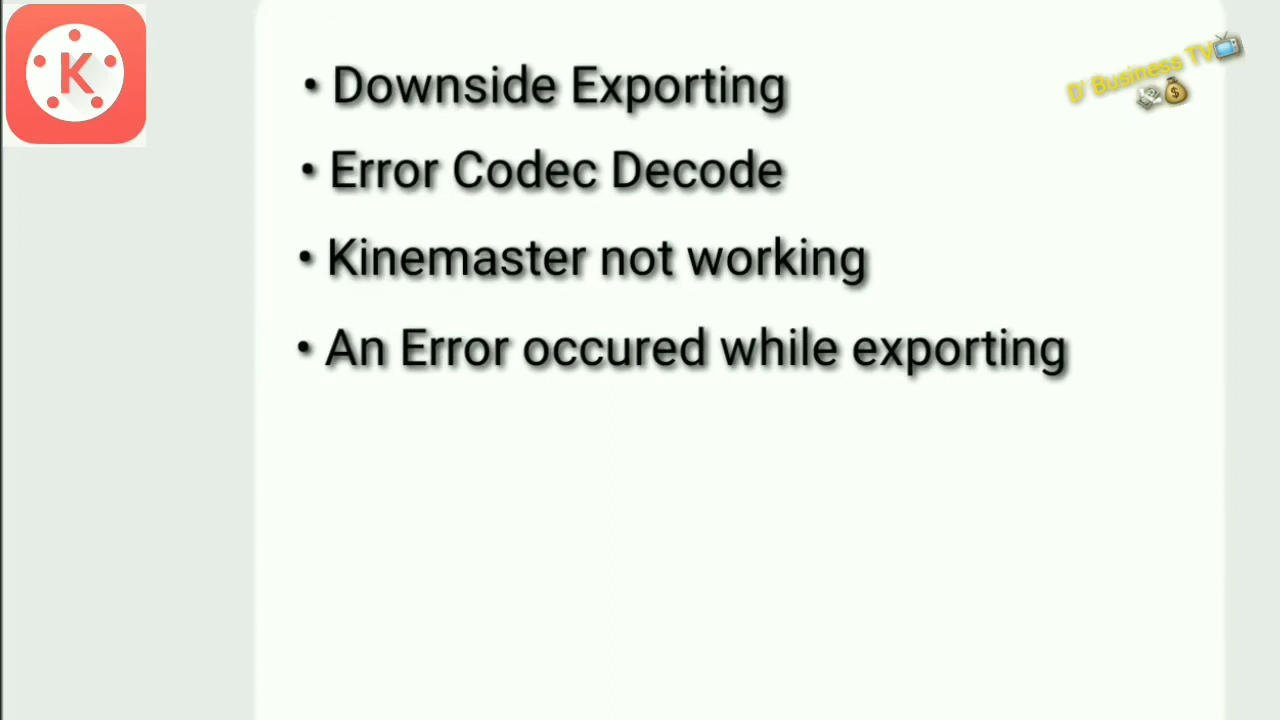 K
D' Business TV📺
💸💰
• Downside Exporting
• Error Codec Decode
• Kinemaster not working
• An Error occured while exporting